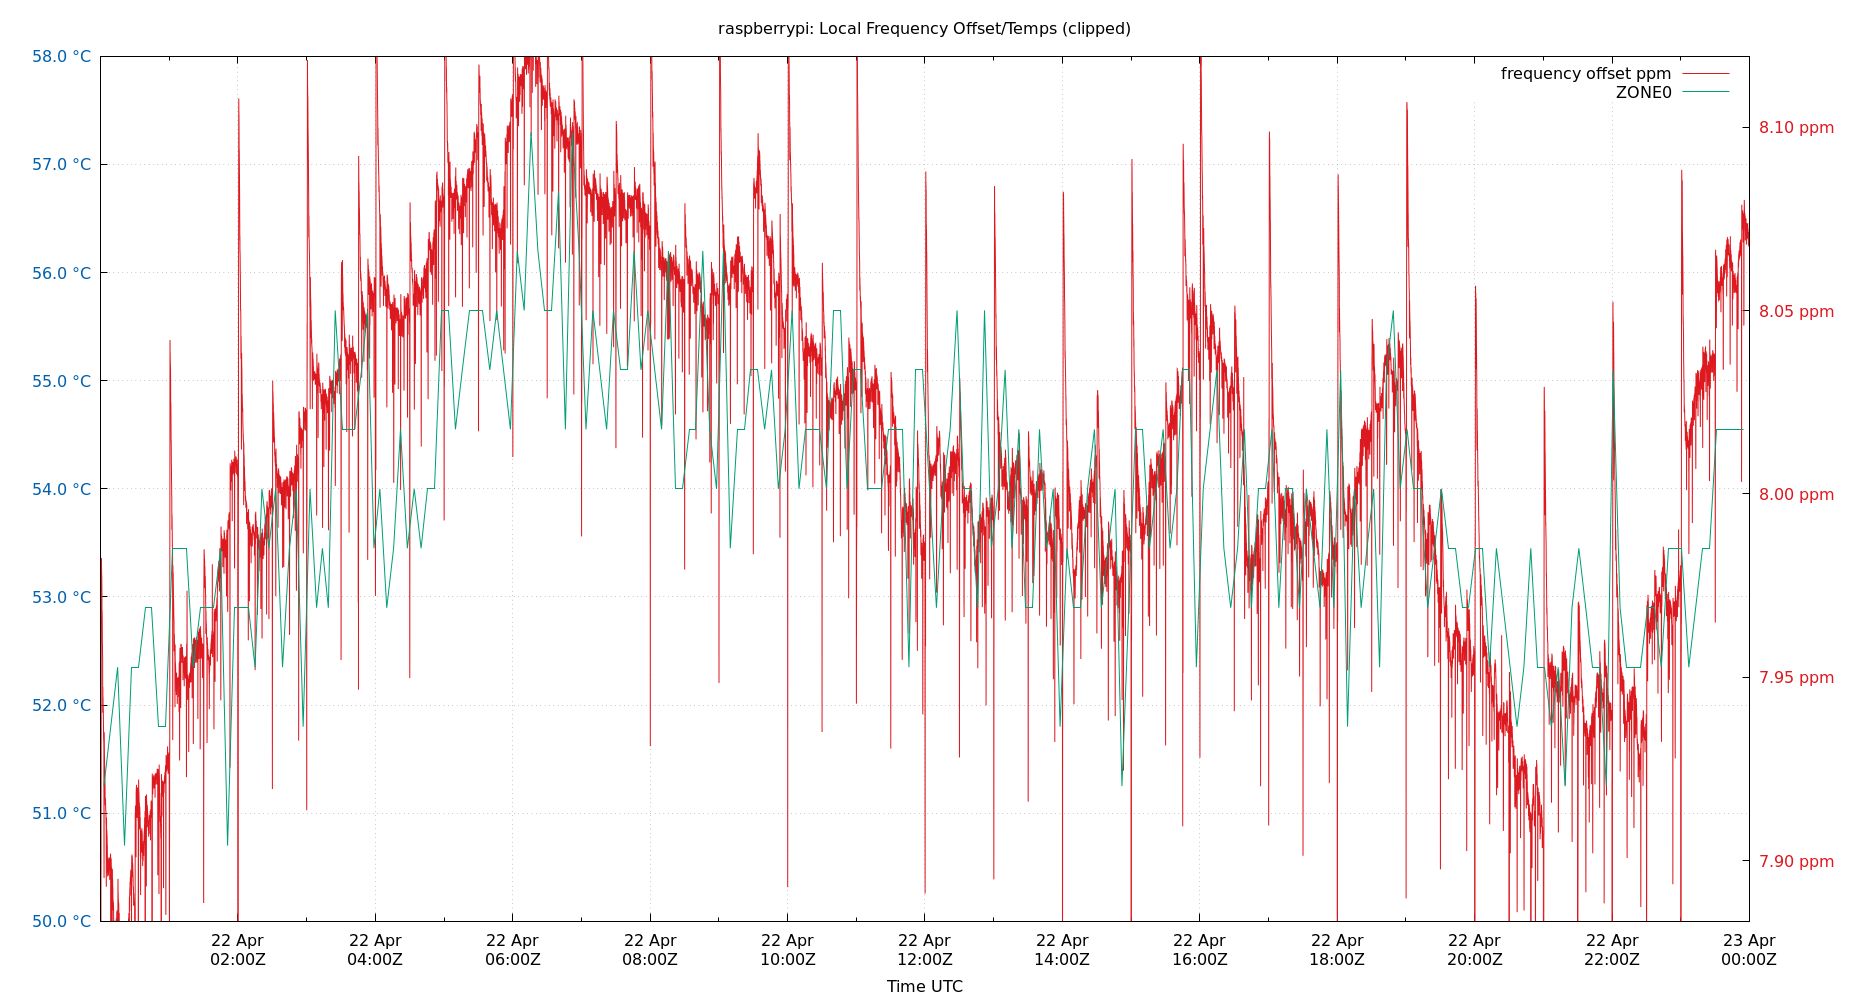 raspberrypi: Local Frequency Offset/Temps (clipped)
frequency offset ppm
ZONE0
58.0 °C
57.0 °C
56.0 °C
55.0 °C
54.0 °C
53.0 °C
52.0 °C
51.0 °C
50.0 °C
8.10 ppm
8.05 ppm
8.00 ppm
7.95 ppm
7.90 ppm
22 Apr
02:00Z
22 Apr
04:00Z
22 Apr
06:00Z
22 Apr
08:00Z
22 Apr
10:00Z
22 Apr
12:00Z
22 Apr
14:00Z
22 Apr
16:00Z
22 Apr
18:00Z
22 Apr
20:00Z
22 Apr
22:00Z
23 Apr
00:00Z
Time UTC